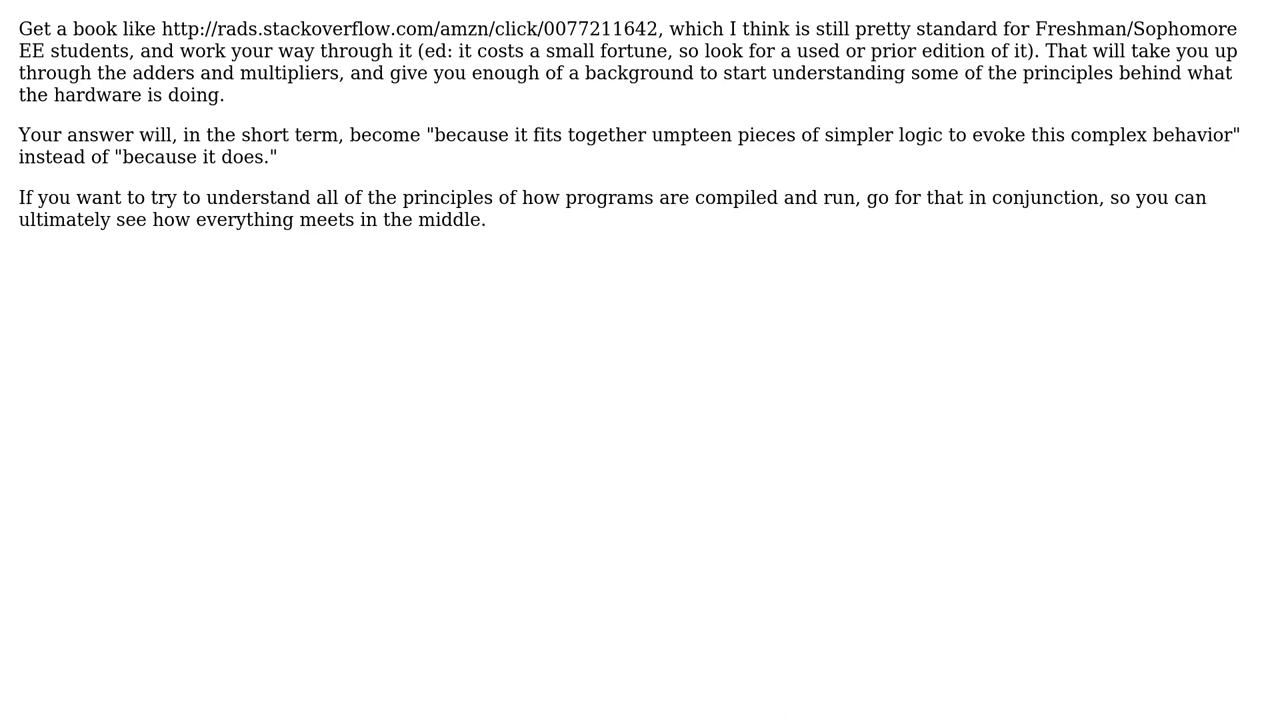 Get a book like http://rads.stackoverflow.com/amzn/click/0077211642, which I think is still pretty standard for Freshman/Sophomore
EE students, and work your way through it (ed: it costs a small fortune, so look for a used or prior edition of it). That will take you up
through the adders and multipliers, and give you enough of a background to start understanding some of the principles behind what
the hardware is doing.
Your answer will, in the short term, become "because it fits together umpteen pieces of simpler logic to evoke this complex behavior"
instead of "because it does."
If you want to try to understand all of the principles of how programs are compiled and run, go for that in conjunction, so you can
ultimately see how everything meets in the middle.